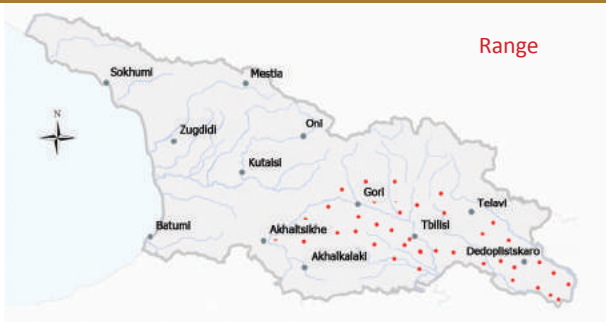 Range
Sokhumi
Mestia
N
Oni
Zugdidi
Kutaisi
Gori
Telavi
Batumi
Akhaltsikhe
Tbilisi
Dedoplistskaro
Akhalkalaki